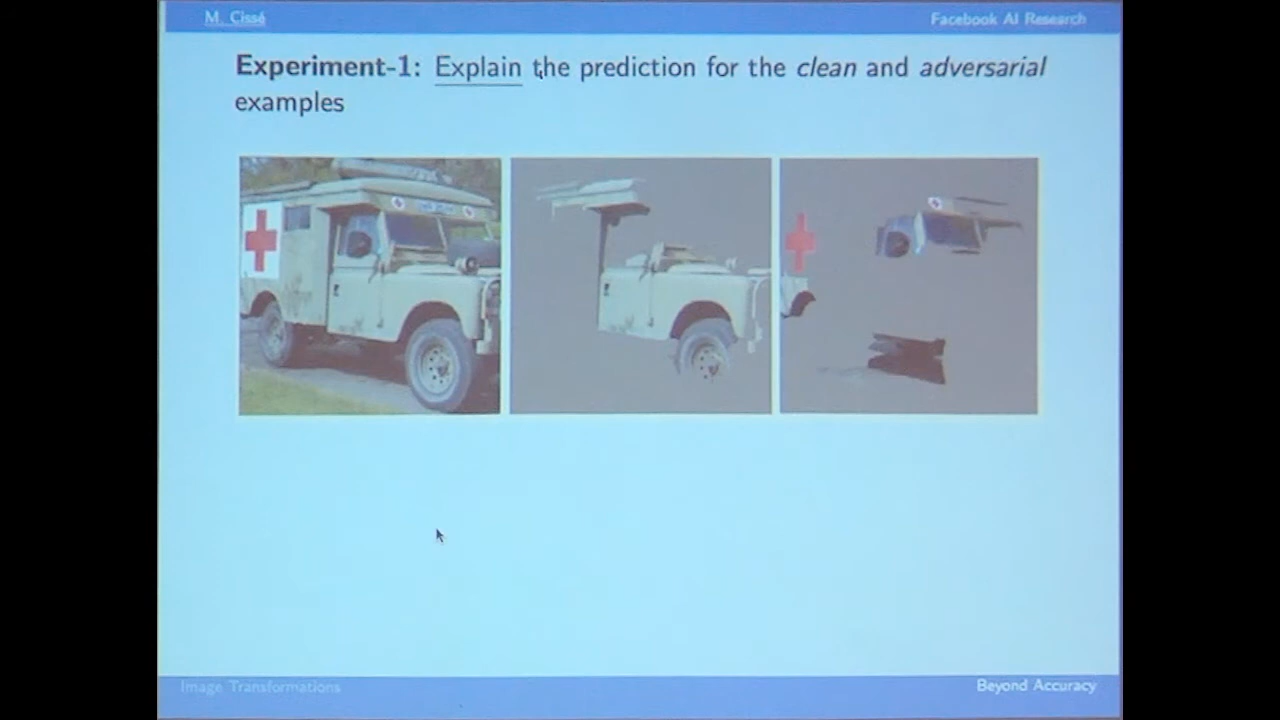 M. Cissé
Facebook AI Research
Experiment-1: Explain the prediction for the clean and adversarial
examples
Image Transformations
Beyond Accuracy